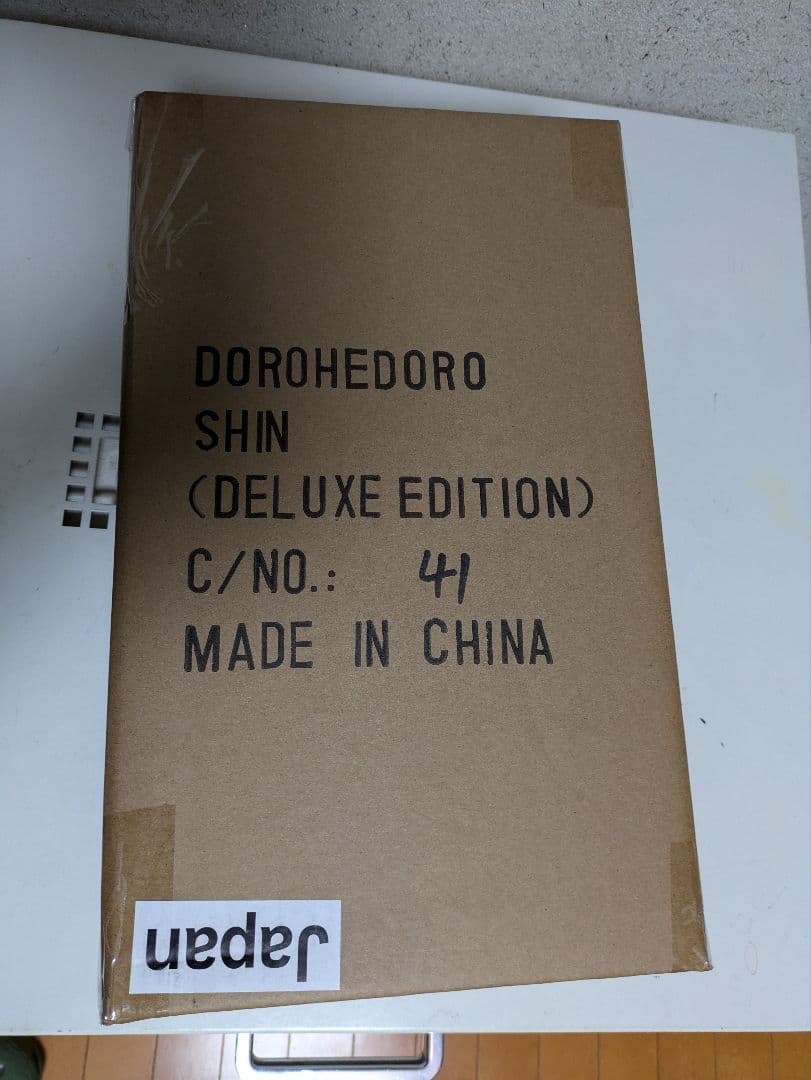 DOROHEDORO
SHIN
(DELUXE EDITION)
C/NO.: 41
MADE IN CHINA
Japan